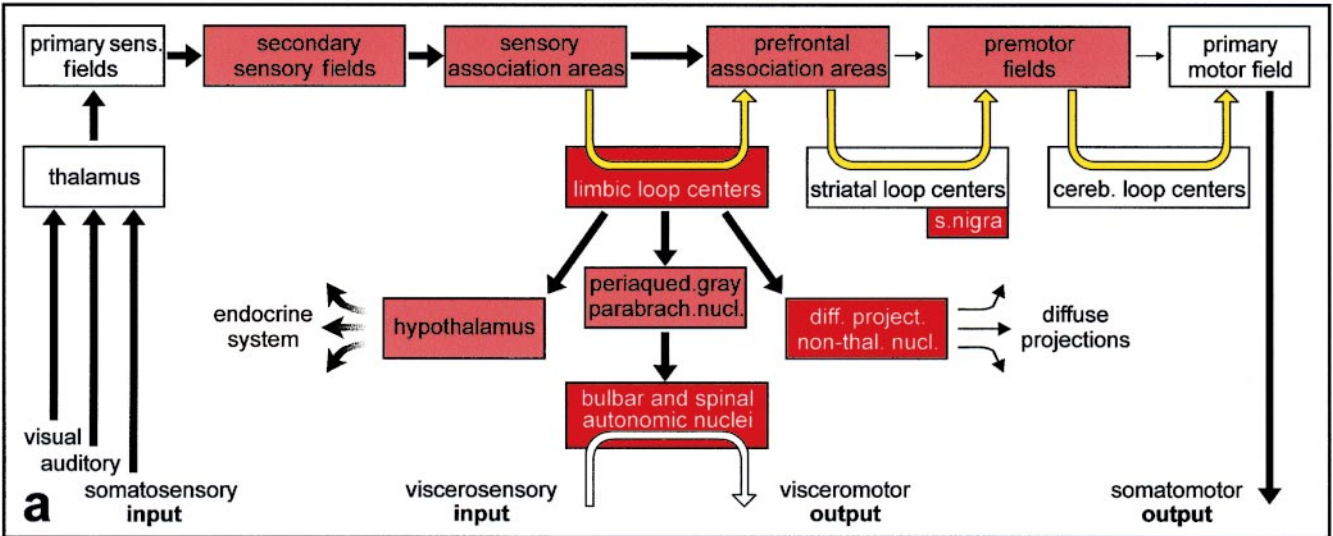 primary sens.
fields
secondary
sensory fields
sensory
association areas
prefrontal
association areas
premotor
fields
primary
motor field
thalamus
limbic loop centers
striatal loop centers
s.nigra
cereb. loop centers
endocrine
system
hypothalamus
periaqued.gray
parabrach.nucl.
diff. project.
non-thal. nucl.
diffuse
projections
bulbar and spinal
autonomic nuclei
visual
auditory
somatosensory
input
viscerosensory
input
visceromotor
output
somatomotor
output
a